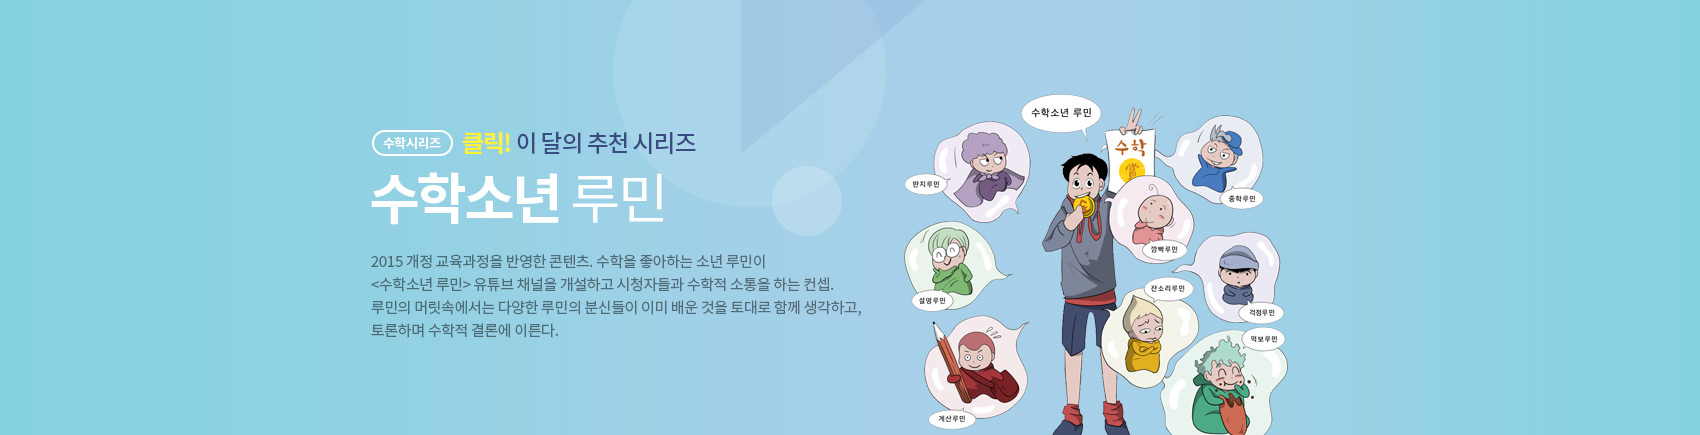 수학시리즈 클릭! 이 달의 추천 시리즈
수학소년 루민
2015 개정 교육과정을 반영한 콘텐츠. 수학을 좋아하는 소년 루민이
<수학소년 루민> 유튜브 채널을 개설하고 시청자들과 수학적 소통을 하는 컨셉.
루민의 머릿속에서는 다양한 루민의 분신들이 이미 배운 것을 토대로 함께 생각하고,
토론하며 수학적 결론에 이른다.
수학소년 루민
수학
딴지루민
흥학루민
깜빡루민
설명루민
잔소리루민
걱정루민
먹보루민
계산루민